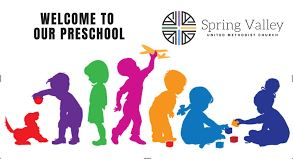 WELCOME TO
OUR PRESCHOOL
Spring Valley
UNITED METHODIST CHURCH